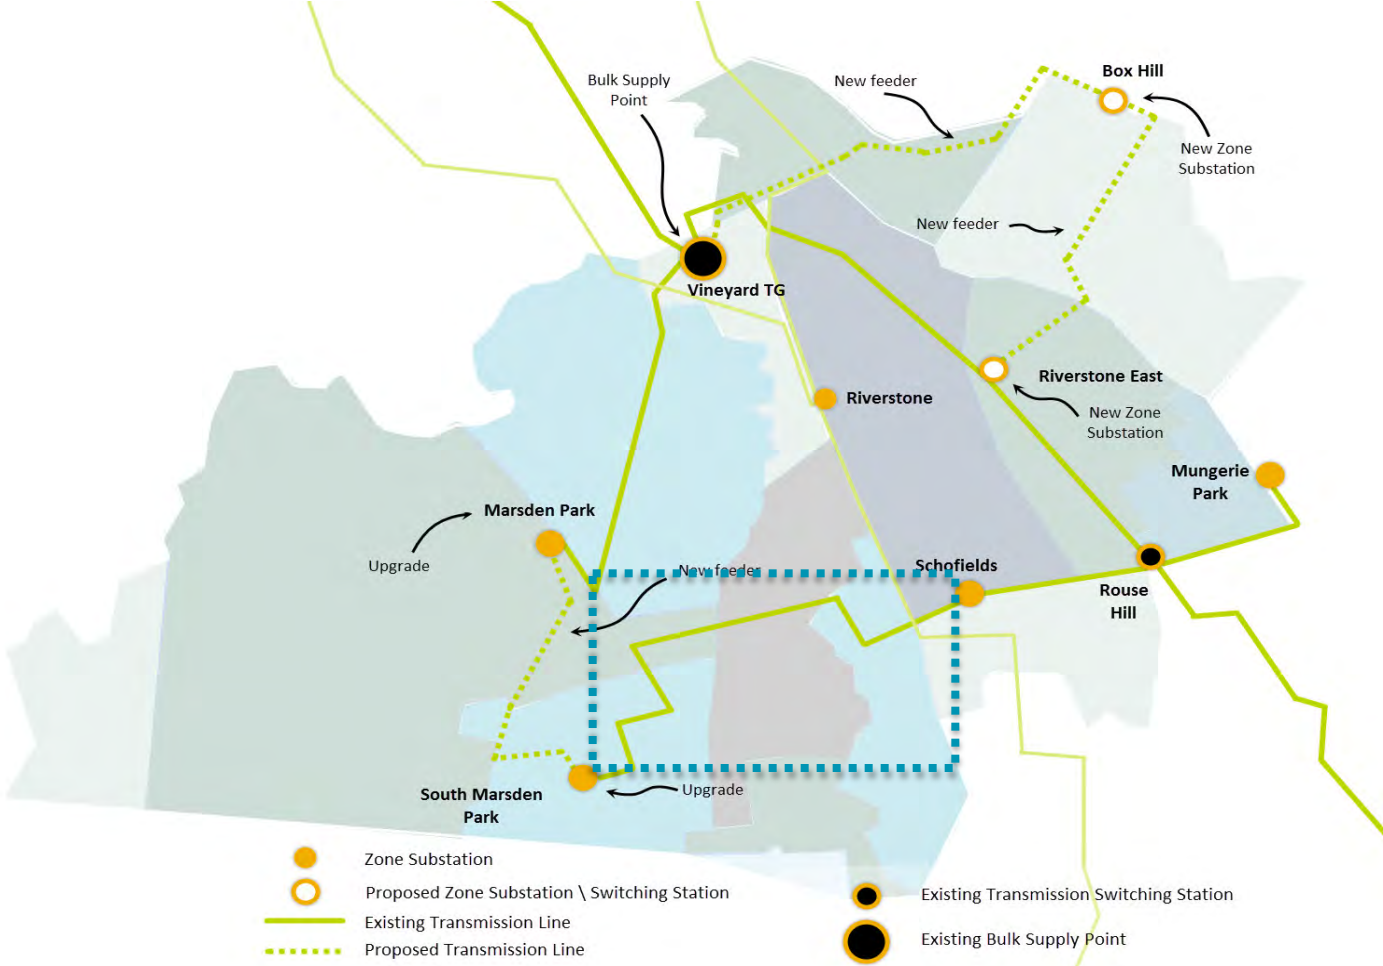 Box Hill
Bulk Supply
Point
New feeder
New Zone
Substation
New feeder
Vineyard TG
Riverstone East
Riverstone
New Zone
Substation
Mungerie
Park
Marsden Park
Upgrade
New feeder
Schofields
Rouse
Hill
South Marsden
Park
Upgrade
Zone Substation
Proposed Zone Substation \ Switching Station
Existing Transmission Line
Proposed Transmission Line
Existing Transmission Switching Station
Existing Bulk Supply Point